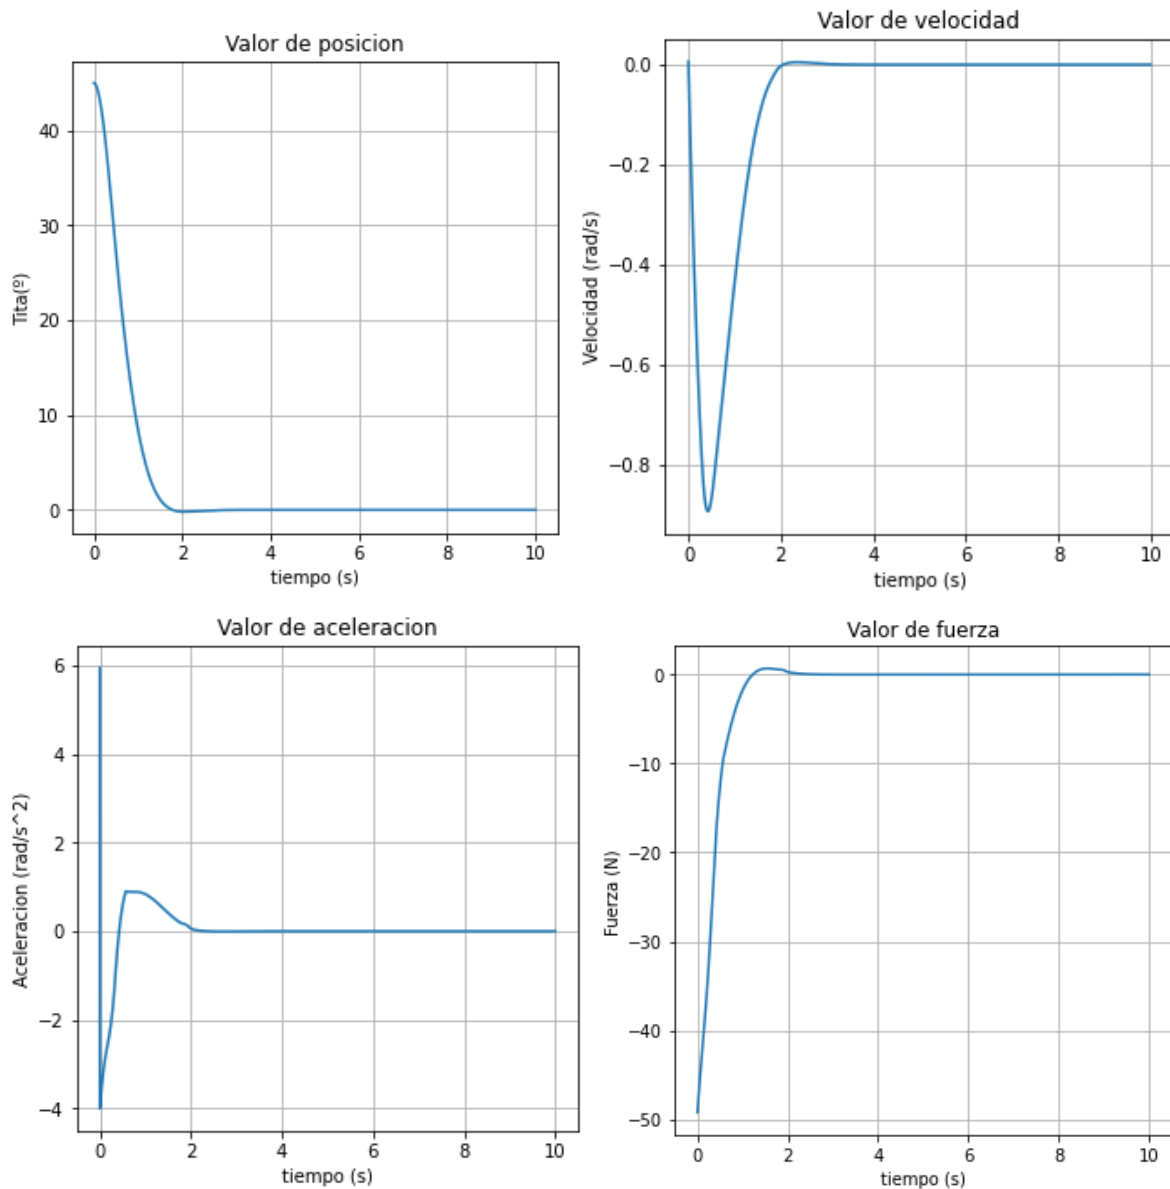 Valor de posicion
40
30
20
10
0
Tita(º)
0 2 4 6 8 10
tiempo (s)
Valor de velocidad
0.0
−0.2
−0.4
−0.6
−0.8
Velocidad (rad/s)
0 2 4 6 8 10
tiempo (s)
Valor de aceleracion
6
4
2
0
−2
−4
Aceleracion (rad/s^2)
0 2 4 6 8 10
tiempo (s)
Valor de fuerza
0
−10
−20
−30
−40
−50
Fuerza (N)
0 2 4 6 8 10
tiempo (s)